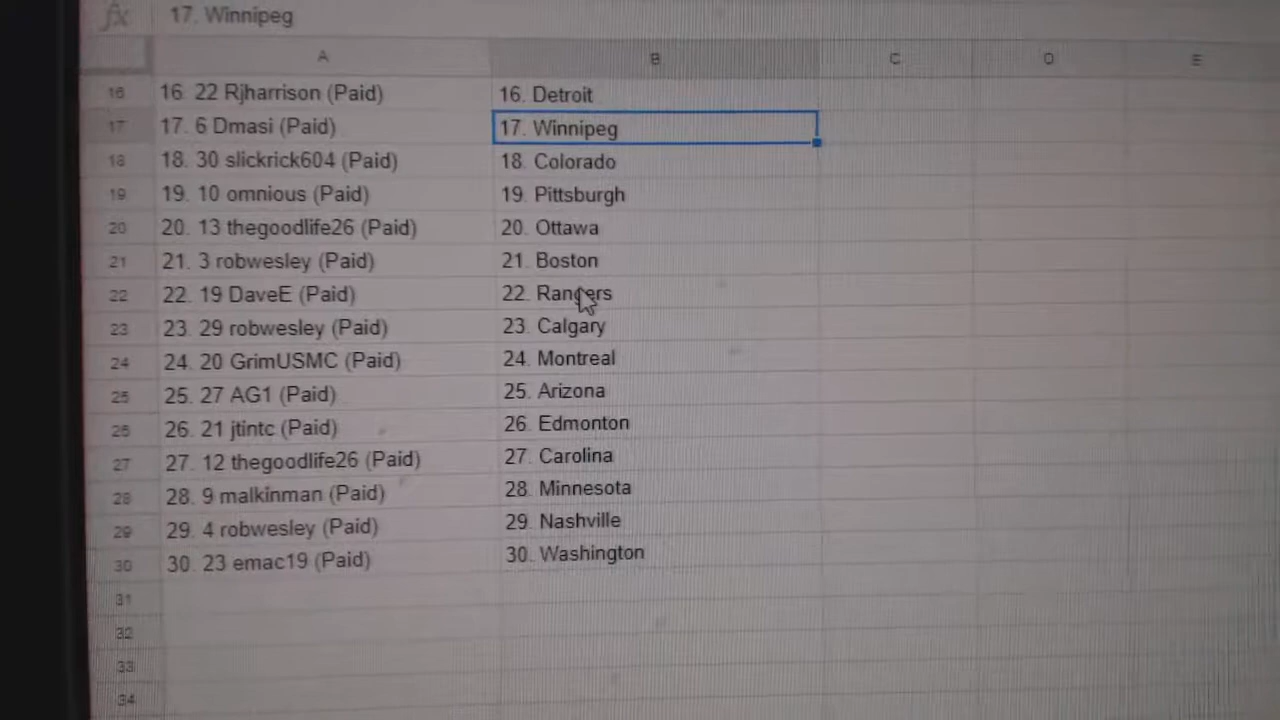 fx 17. Winnipeg
A B C D E
16 16. 22 Rjharrison (Paid) 16. Detroit
17 17. 6 Dmasi (Paid) 17. Winnipeg
18 18. 30 slickrick604 (Paid) 18. Colorado
19 19. 10 omnious (Paid) 19. Pittsburgh
20 20. 13 thegoodlife26 (Paid) 20. Ottawa
21 21. 3 robwesley (Paid) 21. Boston
22 22. 19 DaveE (Paid) 22. Rangers
23 23. 29 robwesley (Paid) 23. Calgary
24 24. 20 GrimUSMC (Paid) 24. Montreal
25 25. 27 AG1 (Paid) 25. Arizona
26 26. 21 jtintc (Paid) 26. Edmonton
27 27. 12 thegoodlife26 (Paid) 27. Carolina
28 28. 9 malkinman (Paid) 28. Minnesota
29 29. 4 robwesley (Paid) 29. Nashville
30 30. 23 emac19 (Paid) 30. Washington
31
32
33
34